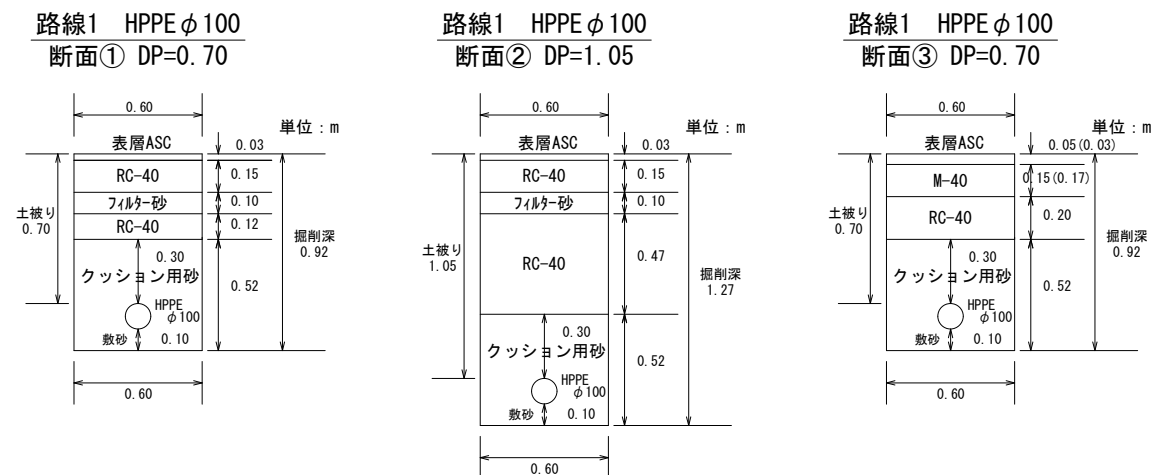 路線1 HPPEφ100
断面① DP=0.70
0.60
単位：m
表層ASC
0.03
RC-40
0.15
フィルター砂
0.10
RC-40
0.12
土被り
0.70
掘削深
0.92
0.30
クッション用砂
0.52
HPPE
φ100
敷砂
0.10
0.60
路線1 HPPEφ100
断面② DP=1.05
0.60
単位：m
表層ASC
0.03
RC-40
0.15
フィルター砂
0.10
土被り
1.05
RC-40
0.47
掘削深
1.27
0.30
クッション用砂
0.52
HPPE
φ100
敷砂
0.10
0.60
路線1 HPPEφ100
断面③ DP=0.70
0.60
単位：m
表層ASC
0.05(0.03)
M-40
0.15(0.17)
RC-40
0.20
土被り
0.70
掘削深
0.92
0.30
クッション用砂
0.52
HPPE
φ100
敷砂
0.10
0.60